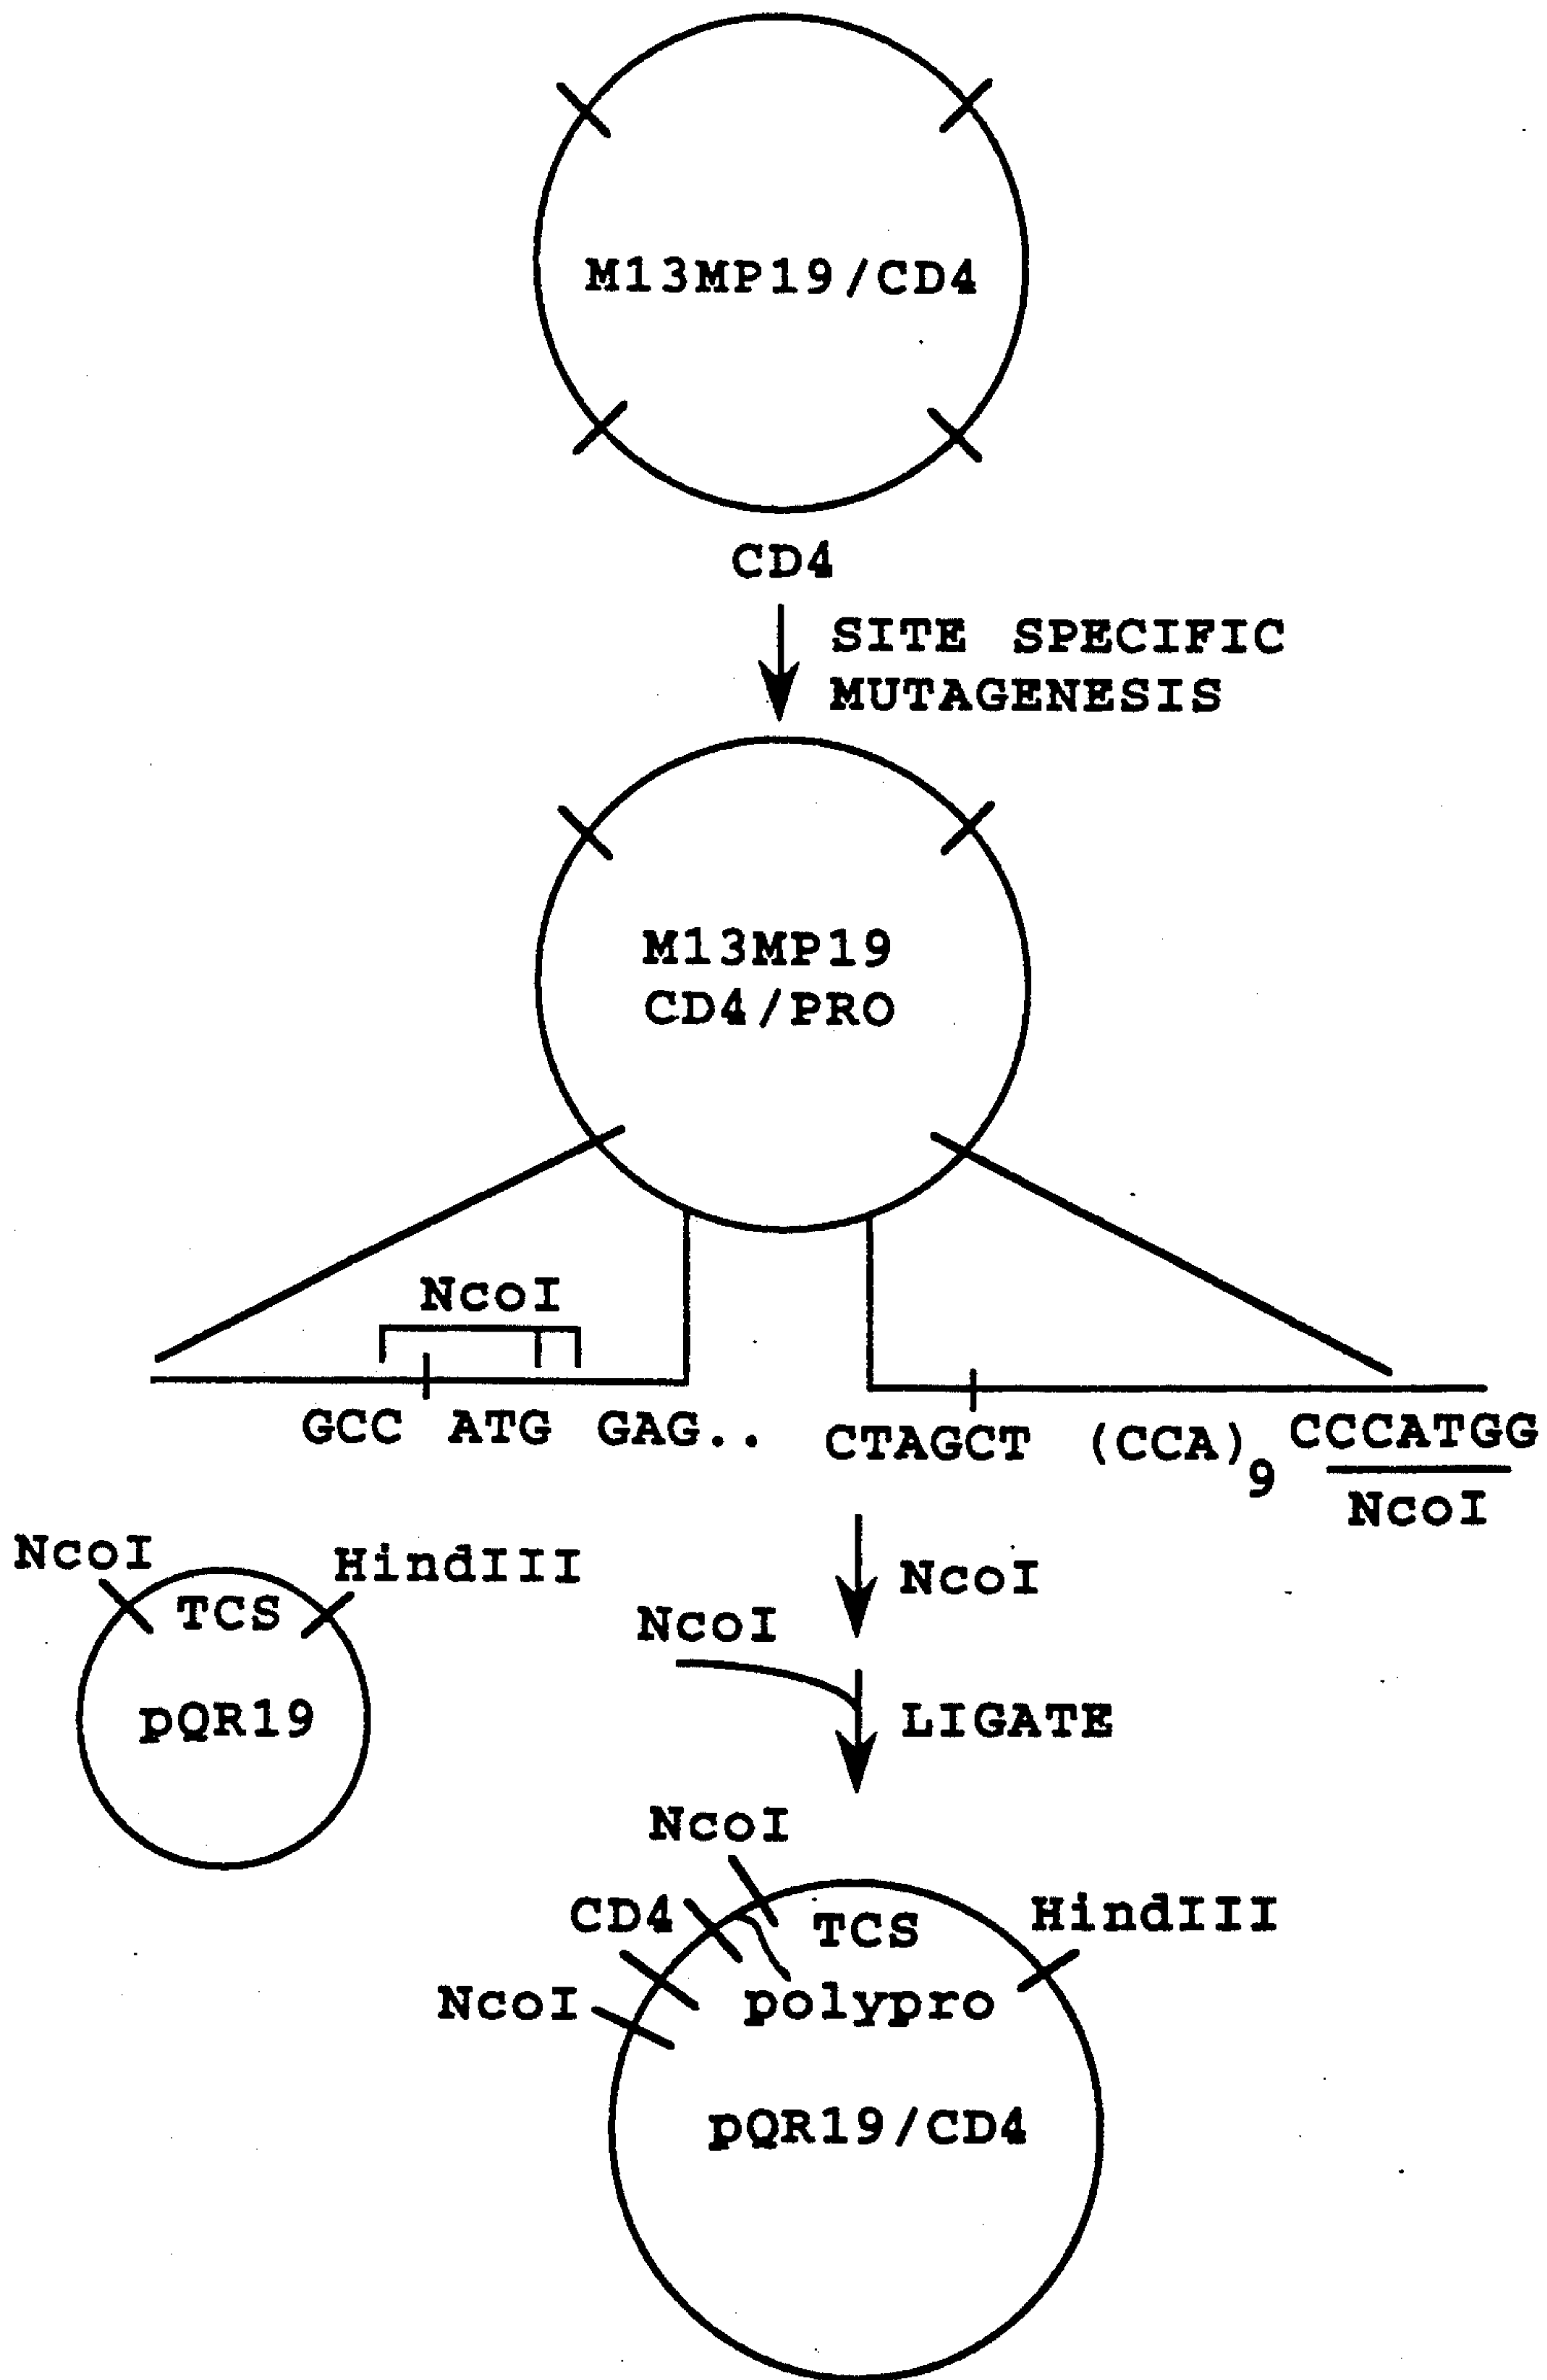 M13MP19/CD4
CD4
SITE SPECIFIC
MUTAGENESIS
M13MP19
CD4/PRO
NcoI
GCC ATG GAG.. CTAGCT (CCA)9 CCCATGG
NcoI
NcoI
HindIII
TCS
pQR19
NcoI
NcoI
LIGATE
NcoI
CD4
TCS
HindIII
NcoI
polypro
pQR19/CD4